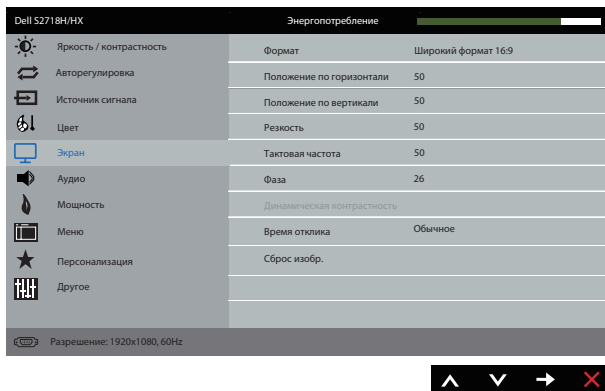 Dell S2718H/HX Энергопотребление
Яркость / контрастность
Авторегулировка
Источник сигнала
Цвет
Экран
Аудио
Мощность
Меню
Персонализация
Другое
Формат Широкий формат 16:9
Положение по горизонтали 50
Положение по вертикали 50
Резкость 50
Тактовая частота 50
Фаза 26
Динамическая контрастность
Время отклика Обычное
Сброс изобр.
Разрешение: 1920x1080, 60Hz